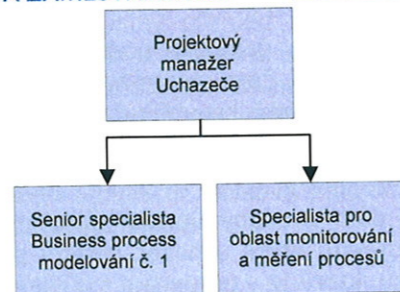 Projektový
manažer
Uchazeče
Senior specialista
Business process
modelování č. 1
Specialista pro
oblast monitorování
a měření procesů